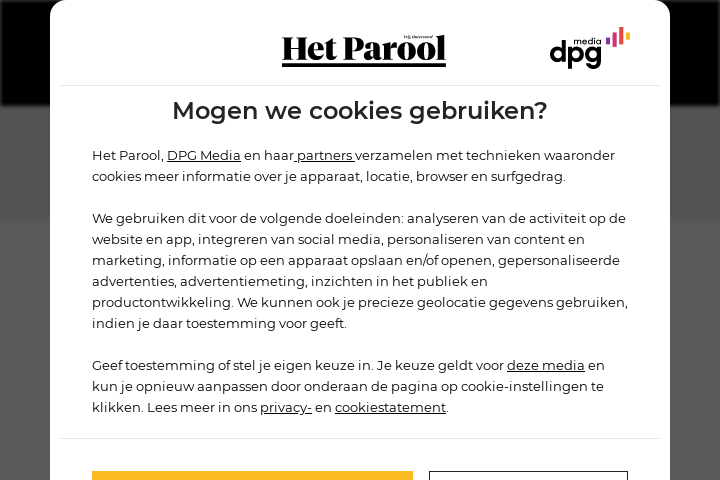 Het Parool
media
dpg
Mogen we cookies gebruiken?
Het Parool, DPG Media en haar partners verzamelen met technieken waaronder
cookies meer informatie over je apparaat, locatie, browser en surfgedrag.
We gebruiken dit voor de volgende doeleinden: analyseren van de activiteit op de
website en app, integreren van social media, personaliseren van content en
marketing, informatie op een apparaat opslaan en/of openen, gepersonaliseerde
advertenties, advertentiemeting, inzichten in het publiek en
productontwikkeling. We kunnen ook je precieze geolocatie gegevens gebruiken,
indien je daar toestemming voor geeft.
Geef toestemming of stel je eigen keuze in. Je keuze geldt voor deze media en
kun je opnieuw aanpassen door onderaan de pagina op cookie-instellingen te
klikken. Lees meer in ons privacy- en cookiestatement.